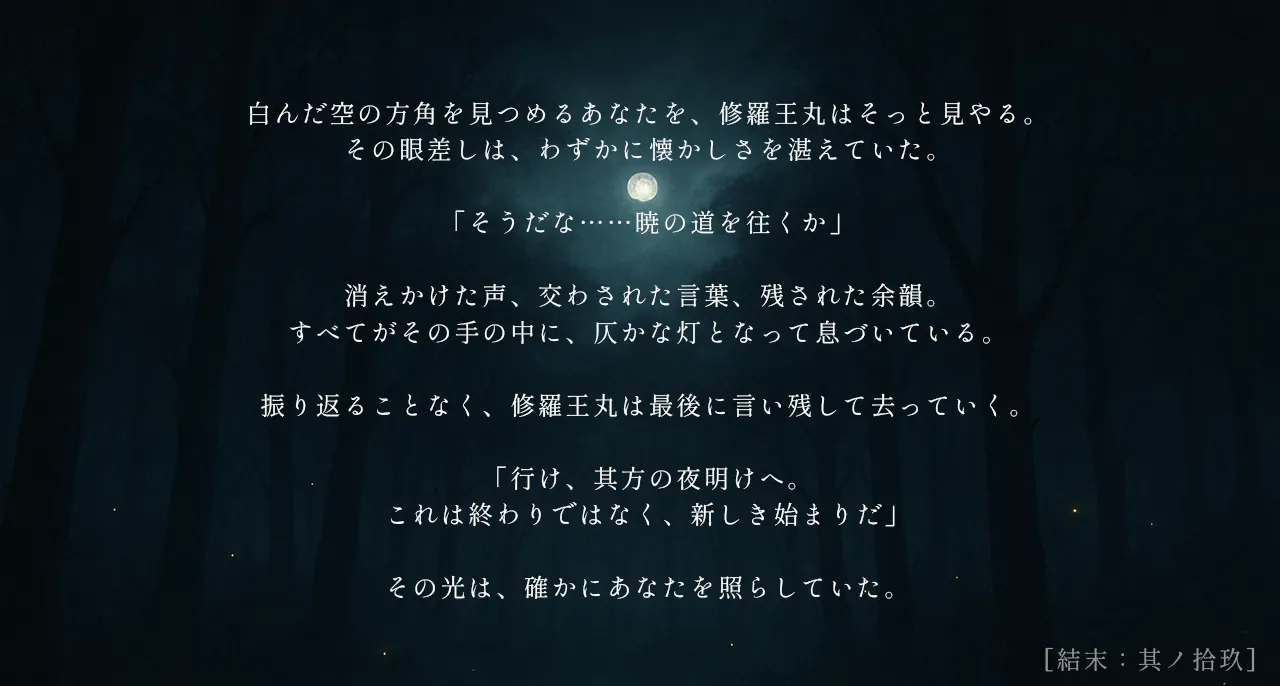 白んだ空の方角を見つめるあなたを、修羅王丸はそっと見やる。
その眼差しは、わずかに懐かしさを湛えていた。
「そうだな……暁の道を往くか」
消えかけた声、交わされた言葉、残された余韻。
すべてがその手の中に、仄かな灯となって息づいている。
振り返ることなく、修羅王丸は最後に言い残して去っていく。
「行け、其方の夜明けへ。
これは終わりではなく、新しき始まりだ」
その光は、確かにあなたを照らしていた。
[結末：其ノ拾玖]